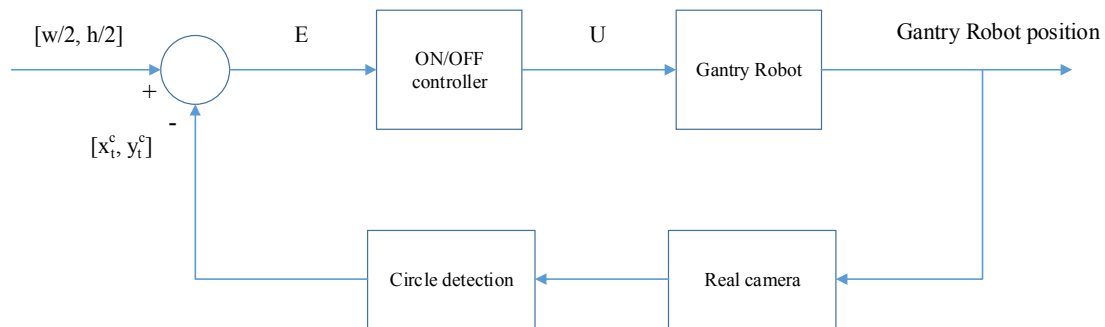 [w/2, h/2]
E
U
Gantry Robot position
ON/OFF
controller
Gantry Robot
+
-
[x_t^c, y_t^c]
Circle detection
Real camera